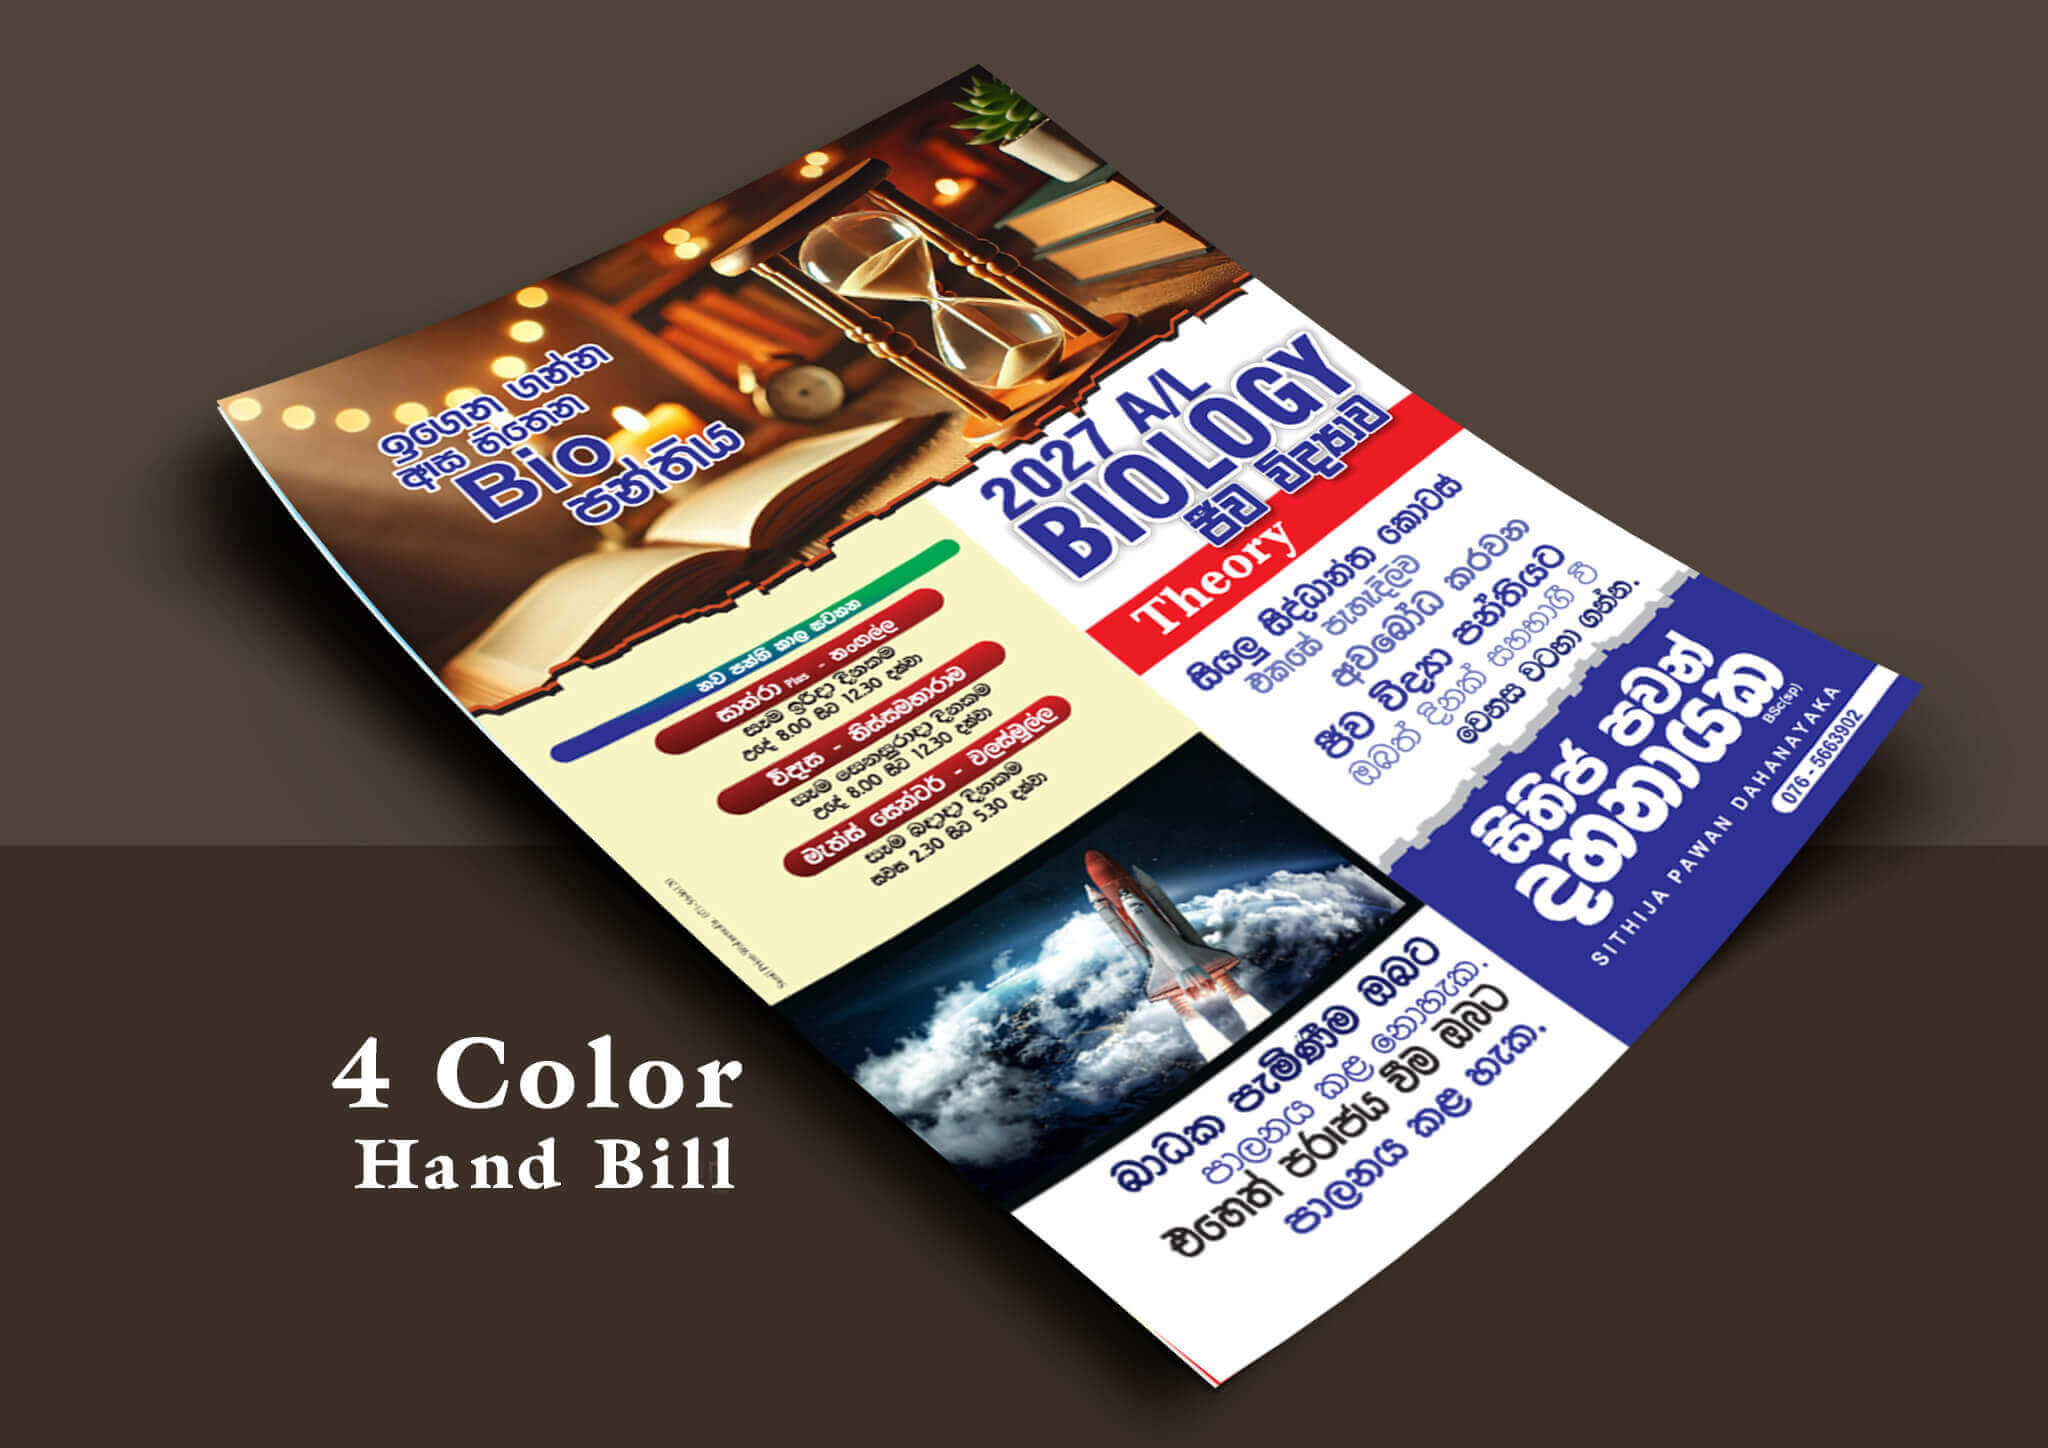 ඉගෙන ගන්න
ආස හිතෙන
Bio
පන්තිය
2027 A/L
BIOLOGY
ජීව විද්‍යාව
Theory
සියලු සිද්ධාන්ත කොටස්
එකසේ පැහැදිලිව
අවබෝධ කරවන
ජීව විද්‍යා පන්තියට
ඔබත් දිනක් සහභාගී වී
වෙනස වටහා ගන්න.
නව පන්ති කාල සටහන
සාත්රා Plus - තංගල්ල
සෑම ඉරිදා දිනකම
උදේ 8.00 සිට 12.30 දක්වා
විදැස - තිස්සමහාරාම
සෑම සෙනසුරාදා දිනකම
උදේ 8.00 සිට 12.30 දක්වා
මැත්ස් සෙන්ටර් - වලස්මුල්ල
සෑම බදාදා දිනකම
සවස 2.30 සිට 5.30 දක්වා
සිතිජ පවන්
දහනායක
BSc(sp)
SITHIJA PAWAN DAHANAYAKA
076 - 5663902
බාධක පැමිණීම ඔබට
පාලනය කළ නොහැක.
එහෙත් පරාජය වීම ඔබට
පාලනය කළ හැක.
4 Color
Hand Bill